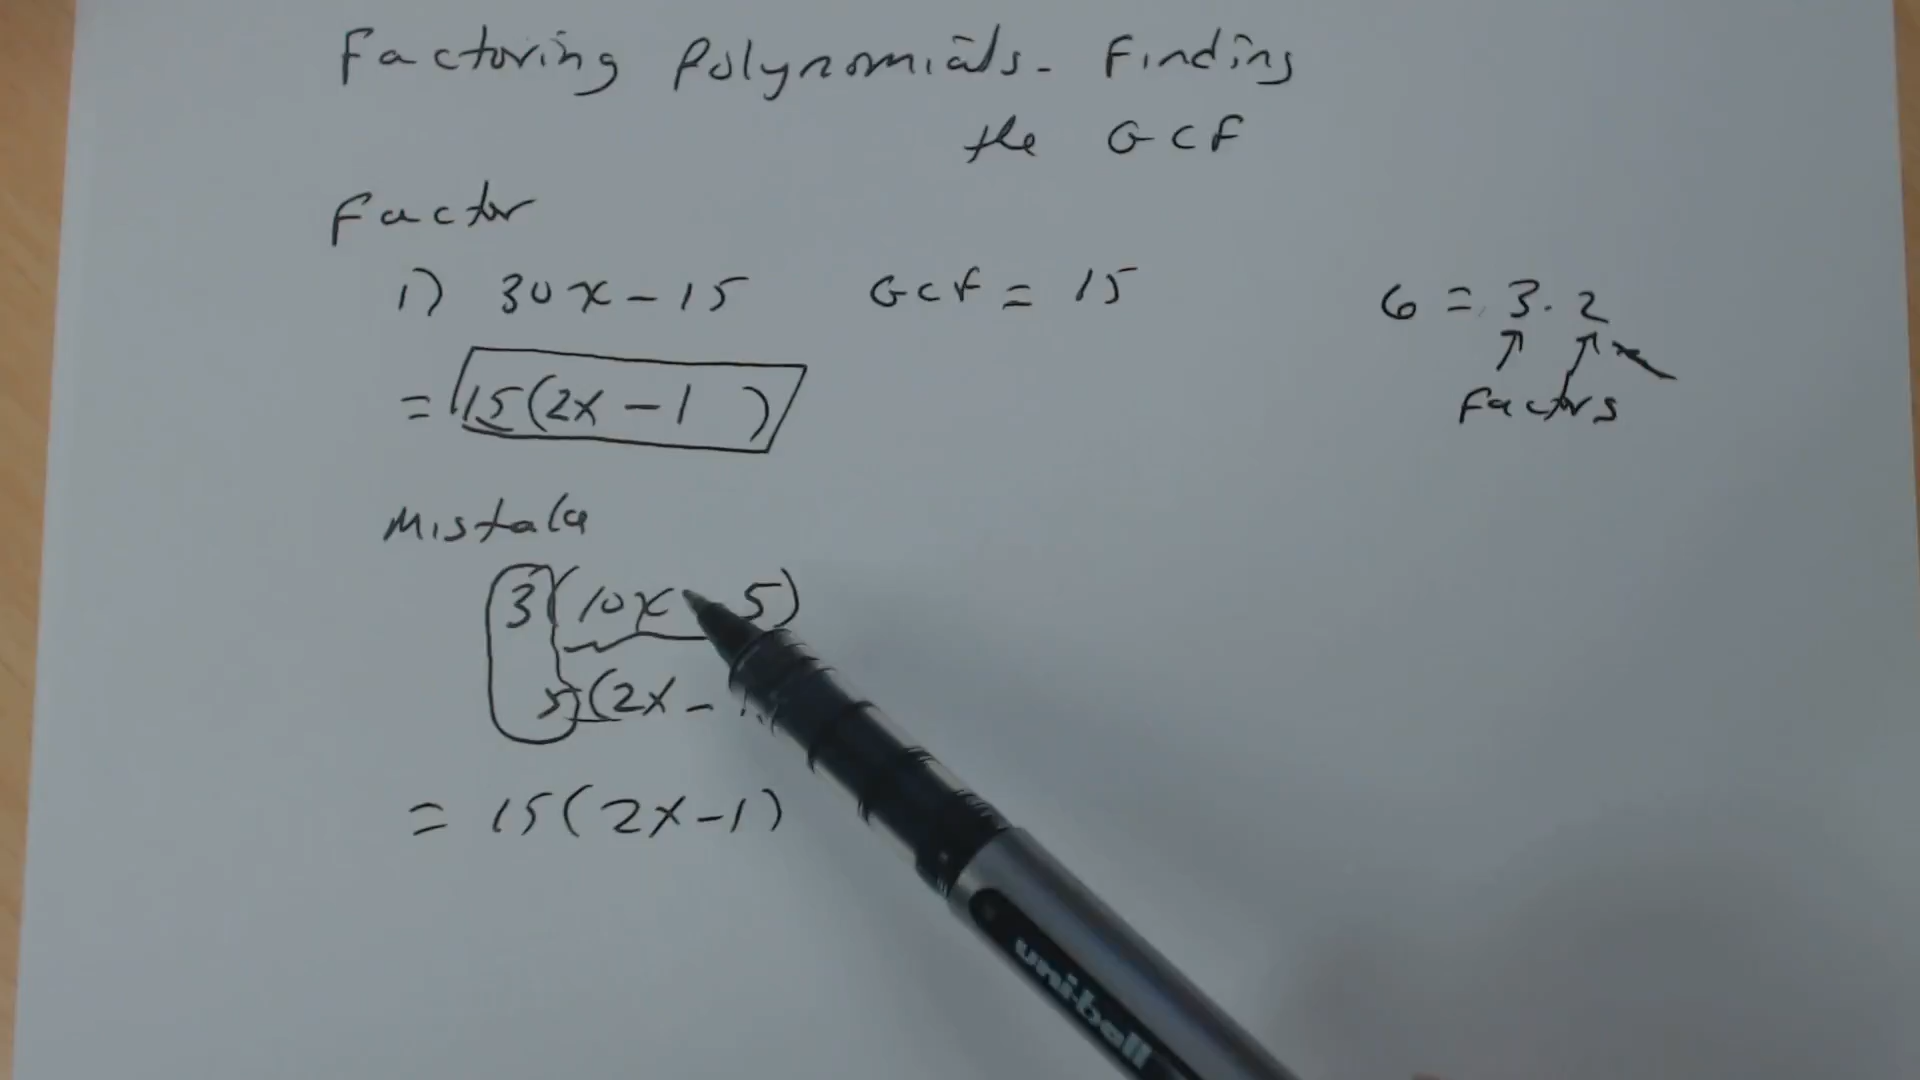 Factoring Polynomials - Finding
the GCF
Factor
1) 30x - 15 GCF = 15
6 = 3 · 2
= 15(2x - 1 )
factors
Mistake
3(10x 5)
5(2x -
= 15(2x - 1)
uni-ball